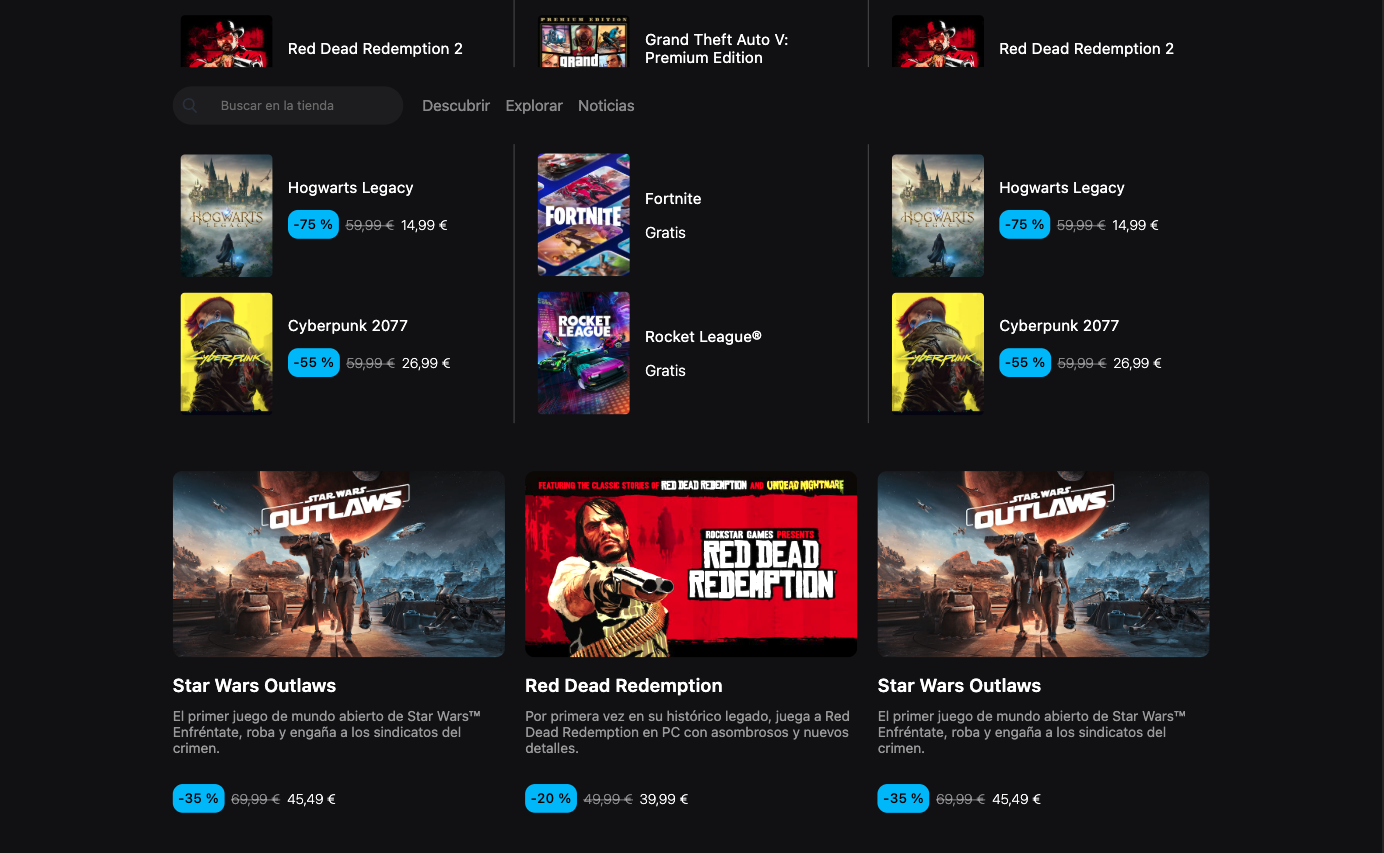 PREMIUM EDITION
Red Dead Redemption 2
Grand Theft Auto V:
Premium Edition
GRAND
Red Dead Redemption 2
Buscar en la tienda
Descubrir
Explorar
Noticias
HOGWARTS
LEGACY
Hogwarts Legacy
-75 % 59,99 € 14,99 €
FORTNITE
Fortnite
Gratis
HOGWARTS
LEGACY
Hogwarts Legacy
-75 % 59,99 € 14,99 €
Cyberpunk
Cyberpunk 2077
-55 % 59,99 € 26,99 €
ROCKET
LEAGUE
Rocket League®
Gratis
Cyberpunk
Cyberpunk 2077
-55 % 59,99 € 26,99 €
STAR WARS
OUTLAWS
FEATURING THE CLASSIC STORIES OF RED DEAD REDEMPTION AND UNDEAD NIGHTMARE
ROCKSTAR GAMES PRESENTS
RED DEAD
REDEMPTION
STAR WARS
OUTLAWS
Star Wars Outlaws
El primer juego de mundo abierto de Star Wars™
Enfréntate, roba y engaña a los sindicatos del
crimen.
-35 % 69,99 € 45,49 €
Red Dead Redemption
Por primera vez en su histórico legado, juega a Red
Dead Redemption en PC con asombrosos y nuevos
detalles.
-20 % 49,99 € 39,99 €
Star Wars Outlaws
El primer juego de mundo abierto de Star Wars™
Enfréntate, roba y engaña a los sindicatos del
crimen.
-35 % 69,99 € 45,49 €